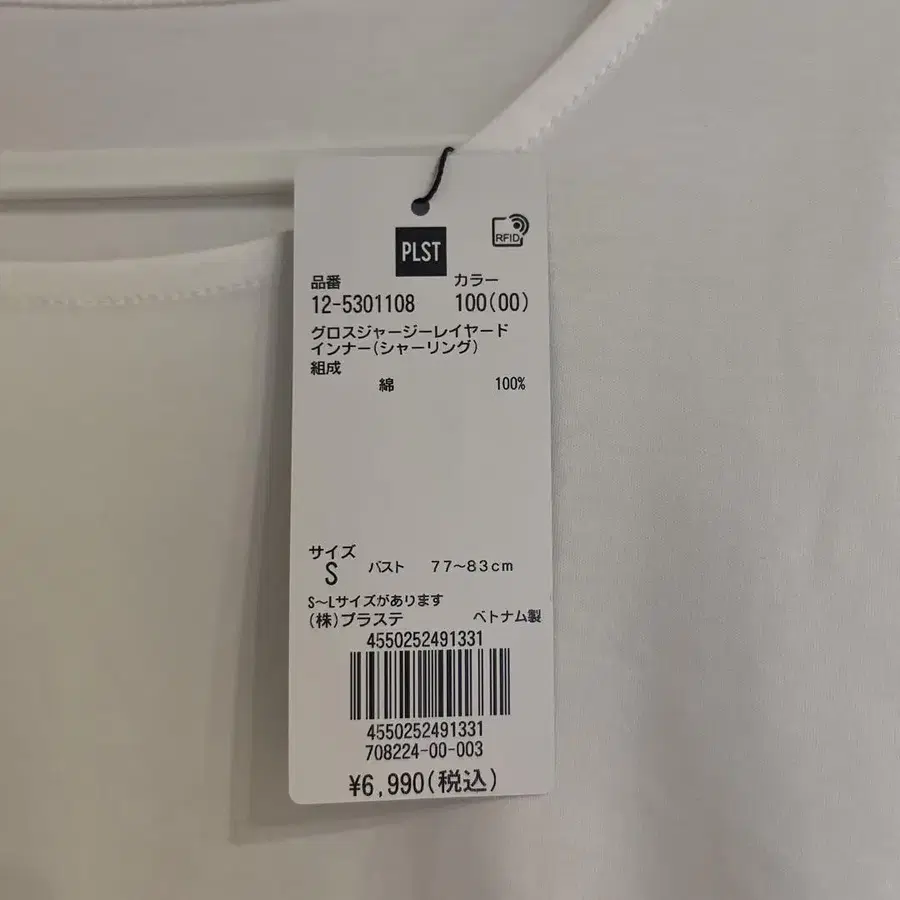 PLST
RFID
品番 カラー
12-5301108 100(00)
グロスジャージーレイヤード
インナー(シャーリング)
組成
綿 100%
サイズ
S バスト 77～83cm
S～Lサイズがあります
(株)プラステ ベトナム製
4550252491331
4550252491331
708224-00-003
¥6,990(税込)